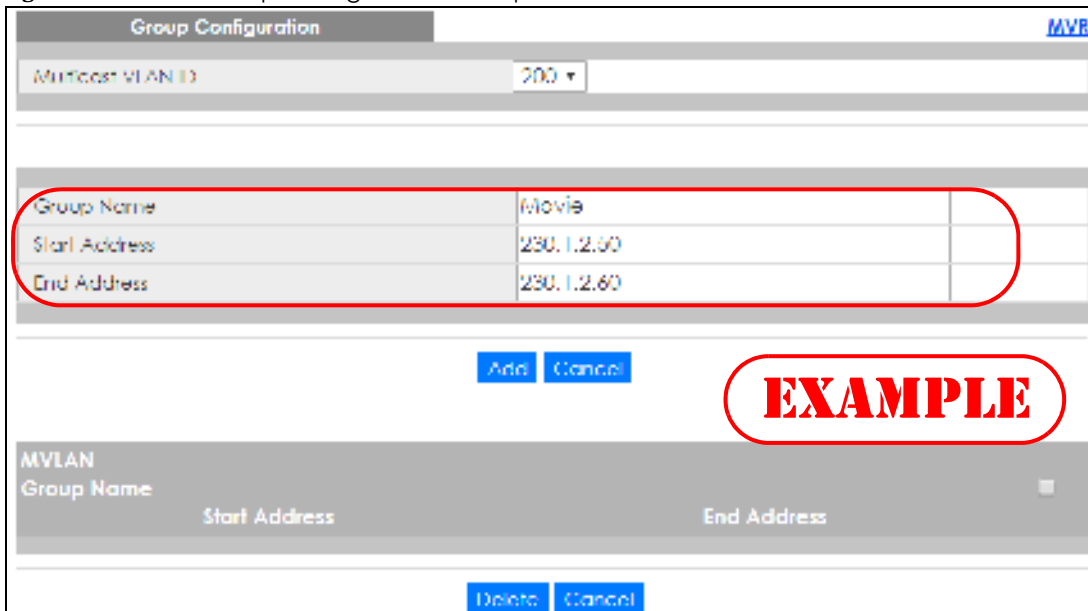 Group Configuration MVR
Multicast VLAN ID 200
Group Name Movie
Start Address 230.1.2.50
End Address 230.1.2.60
Add Cancel
EXAMPLE
MVLAN
Group Name
Start Address End Address
Delete Cancel